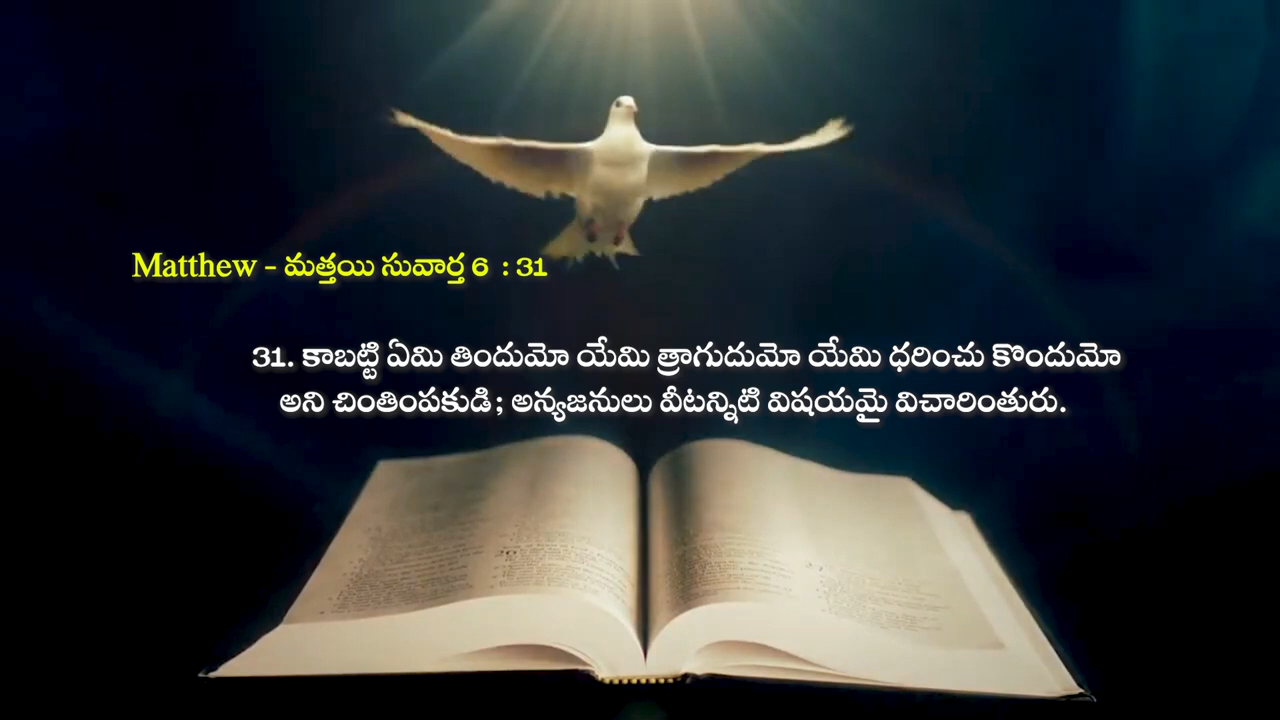 Matthew - మత్తయి సువార్త 6 : 31
31. కాబట్టి ఏమి తిందుమో యేమి త్రాగుదుమో యేమి ధరించు కొందుమో
అని చింతింపకుడి; అన్యజనులు వీటన్నిటి విషయమై విచారింతురు.